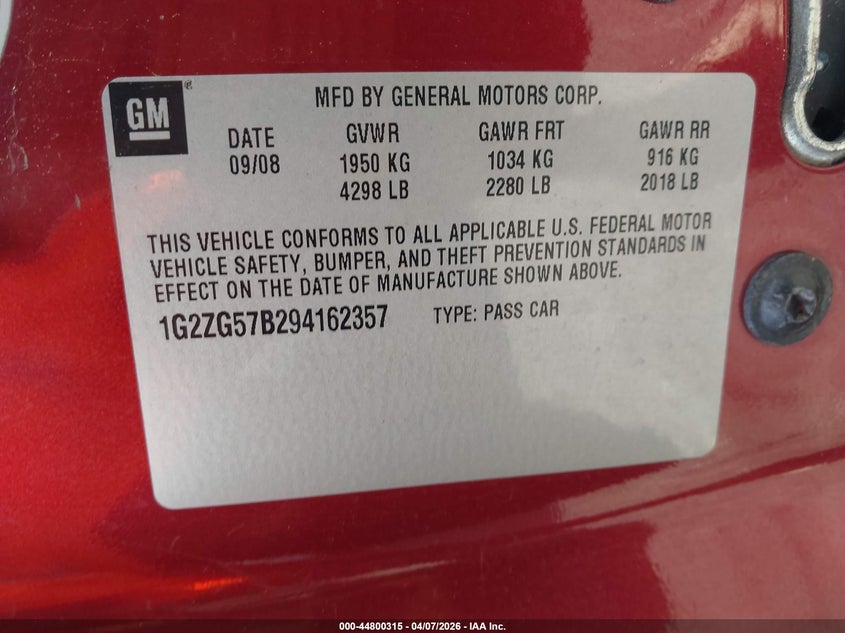 GM
MFD BY GENERAL MOTORS CORP.
DATE GVWR GAWR FRT GAWR RR
09/08 1950 KG 1034 KG 916 KG
4298 LB 2280 LB 2018 LB
THIS VEHICLE CONFORMS TO ALL APPLICABLE U.S. FEDERAL MOTOR
VEHICLE SAFETY, BUMPER, AND THEFT PREVENTION STANDARDS IN
EFFECT ON THE DATE OF MANUFACTURE SHOWN ABOVE.
1G2ZG57B294162357 TYPE: PASS CAR
000-44800315 - 04/07/2026 - IAA Inc.